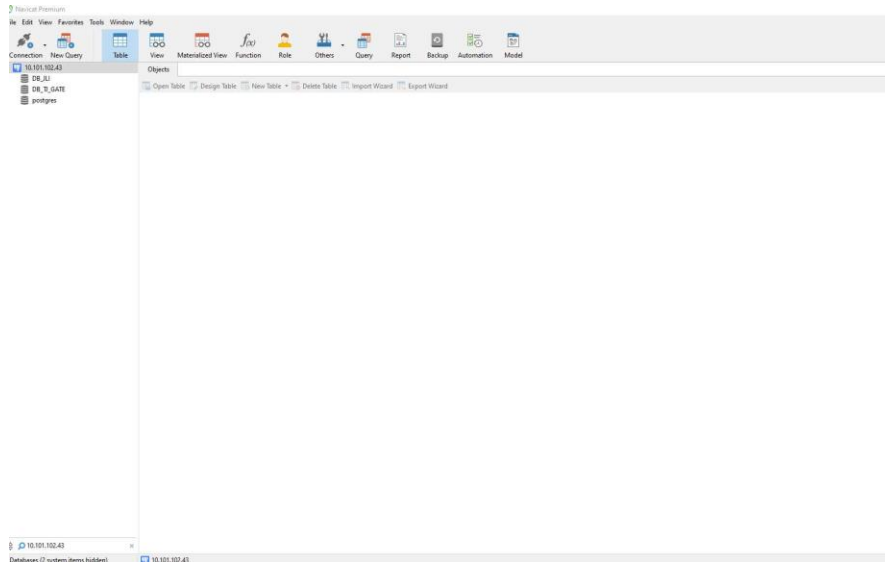 Navicat Premium
ile Edit View Favorites Tools Window Help
Connection New Query Table View Materialized View Function Role Others Query Report Backup Automation Model
f(x)
10.101.102.43 Objects
DB_ILI Open Table Design Table New Table Delete Table Import Wizard Export Wizard
DB_TI_GATE
postgres
10.101.102.43
Databases (2 system items hidden) 10.101.102.43